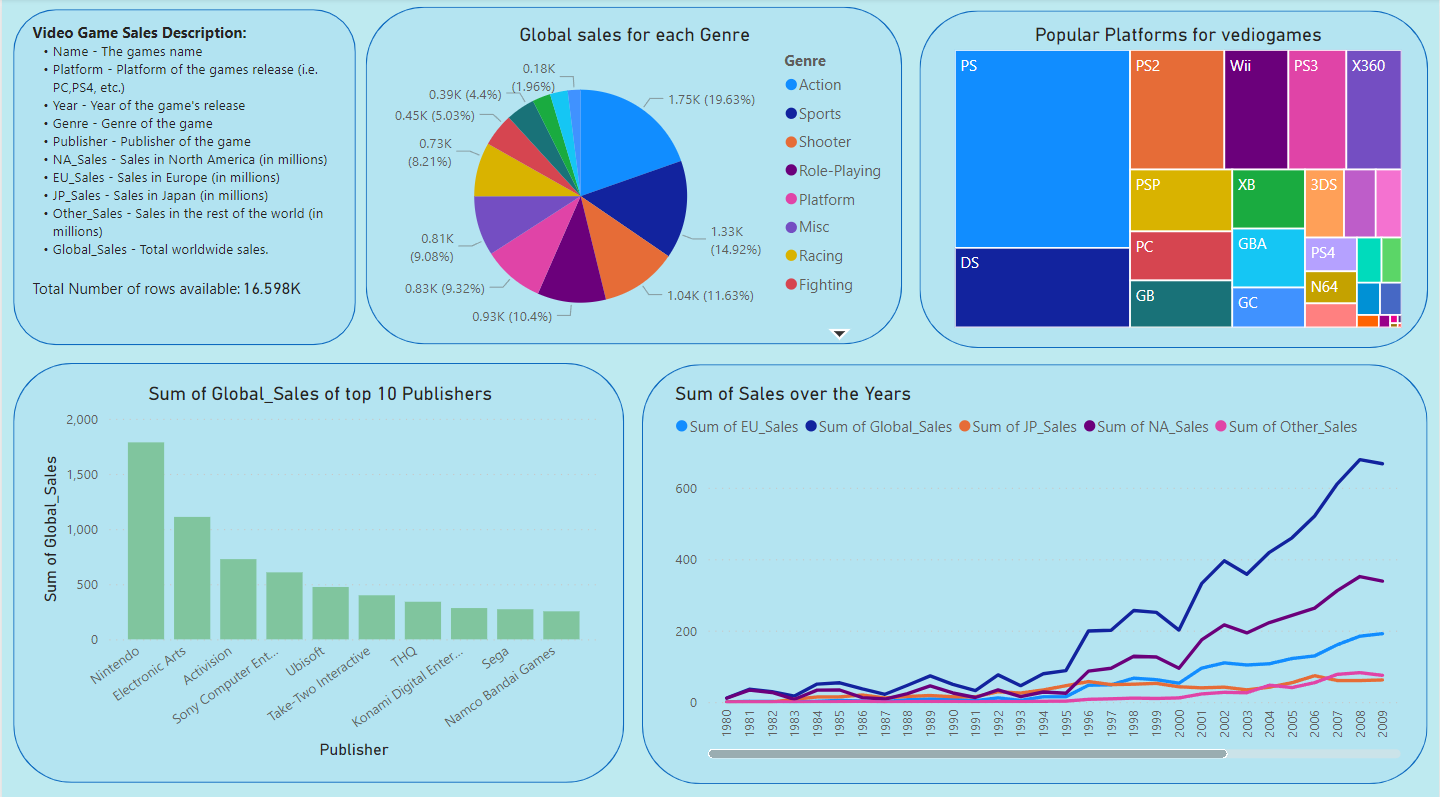 Video Game Sales Description:
• Name - The games name
• Platform - Platform of the games release (i.e.
PC,PS4, etc.)
• Year - Year of the game's release
• Genre - Genre of the game
• Publisher - Publisher of the game
• NA_Sales - Sales in North America (in millions)
• EU_Sales - Sales in Europe (in millions)
• JP_Sales - Sales in Japan (in millions)
• Other_Sales - Sales in the rest of the world (in
millions)
• Global_Sales - Total worldwide sales.
Total Number of rows available: 16.598K
Global sales for each Genre
0.18K
(1.96%)
0.39K (4.4%)
0.45K (5.03%)
0.73K
(8.21%)
0.81K
(9.08%)
0.83K (9.32%)
0.93K (10.4%)
1.04K (11.63%)
1.33K
(14.92%)
1.75K (19.63%)
Genre
Action
Sports
Shooter
Role-Playing
Platform
Misc
Racing
Fighting
Popular Platforms for vediogames
PS
DS
PS2
Wii
PS3
X360
PSP
PC
GB
XB
GBA
GC
3DS
PS4
N64
Sum of Global_Sales of top 10 Publishers
Sum of Global_Sales
2,000
1,500
1,000
500
0
Nintendo
Electronic Arts
Activision
Sony Computer Ent...
Ubisoft
Take-Two Interactive
THQ
Konami Digital Enter...
Sega
Namco Bandai Games
Publisher
Sum of Sales over the Years
Sum of EU_Sales Sum of Global_Sales Sum of JP_Sales Sum of NA_Sales Sum of Other_Sales
600
400
200
0
1980
1981
1982
1983
1984
1985
1986
1987
1988
1989
1990
1991
1992
1993
1994
1995
1996
1997
1998
1999
2000
2001
2002
2003
2004
2005
2006
2007
2008
2009